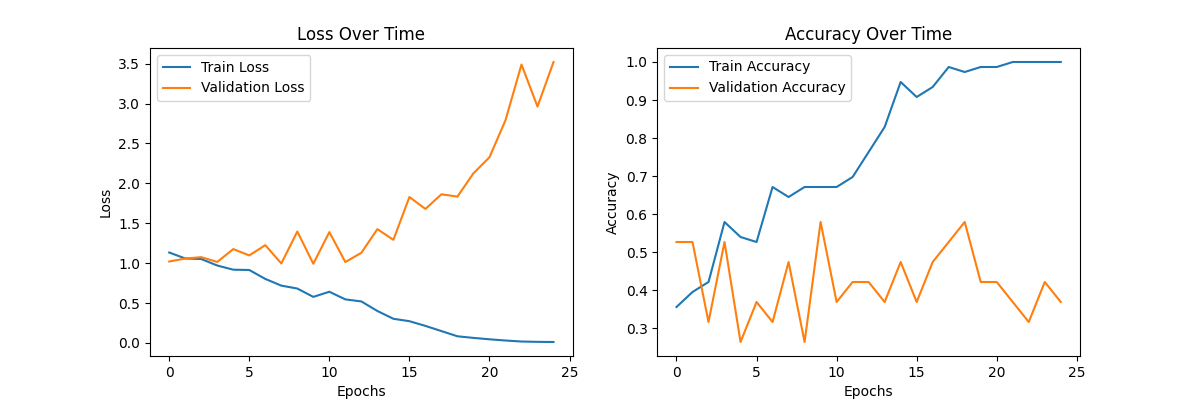 Loss Over Time
Train Loss
Validation Loss
3.5
3.0
2.5
2.0
1.5
1.0
0.5
0.0
Loss
0 5 10 15 20 25
Epochs
Accuracy Over Time
Train Accuracy
Validation Accuracy
1.0
0.9
0.8
0.7
0.6
0.5
0.4
0.3
Accuracy
0 5 10 15 20 25
Epochs